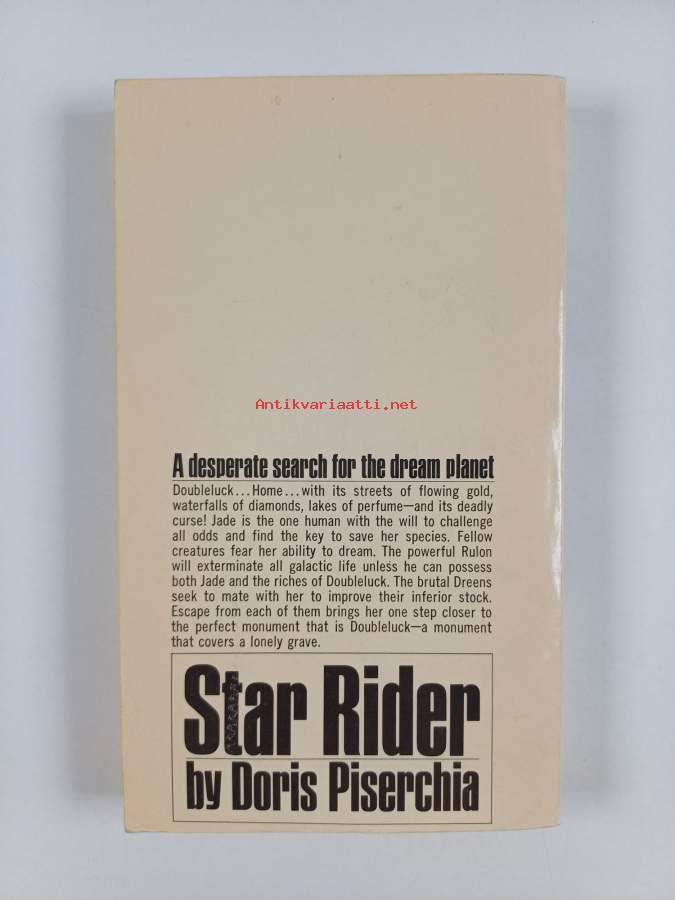 Antikvariaatti.net
A desperate search for the dream planet
Doubleluck...Home...with its streets of flowing gold,
waterfalls of diamonds, lakes of perfume—and its deadly
curse! Jade is the one human with the will to challenge
all odds and find the key to save her species. Fellow
creatures fear her ability to dream. The powerful Rulon
will exterminate all galactic life unless he can possess
both Jade and the riches of Doubleluck. The brutal Dreens
seek to mate with her to improve their inferior stock.
Escape from each of them brings her one step closer to
the perfect monument that is Doubleluck—a monument
that covers a lonely grave.
Star Rider
by Doris Piserchia